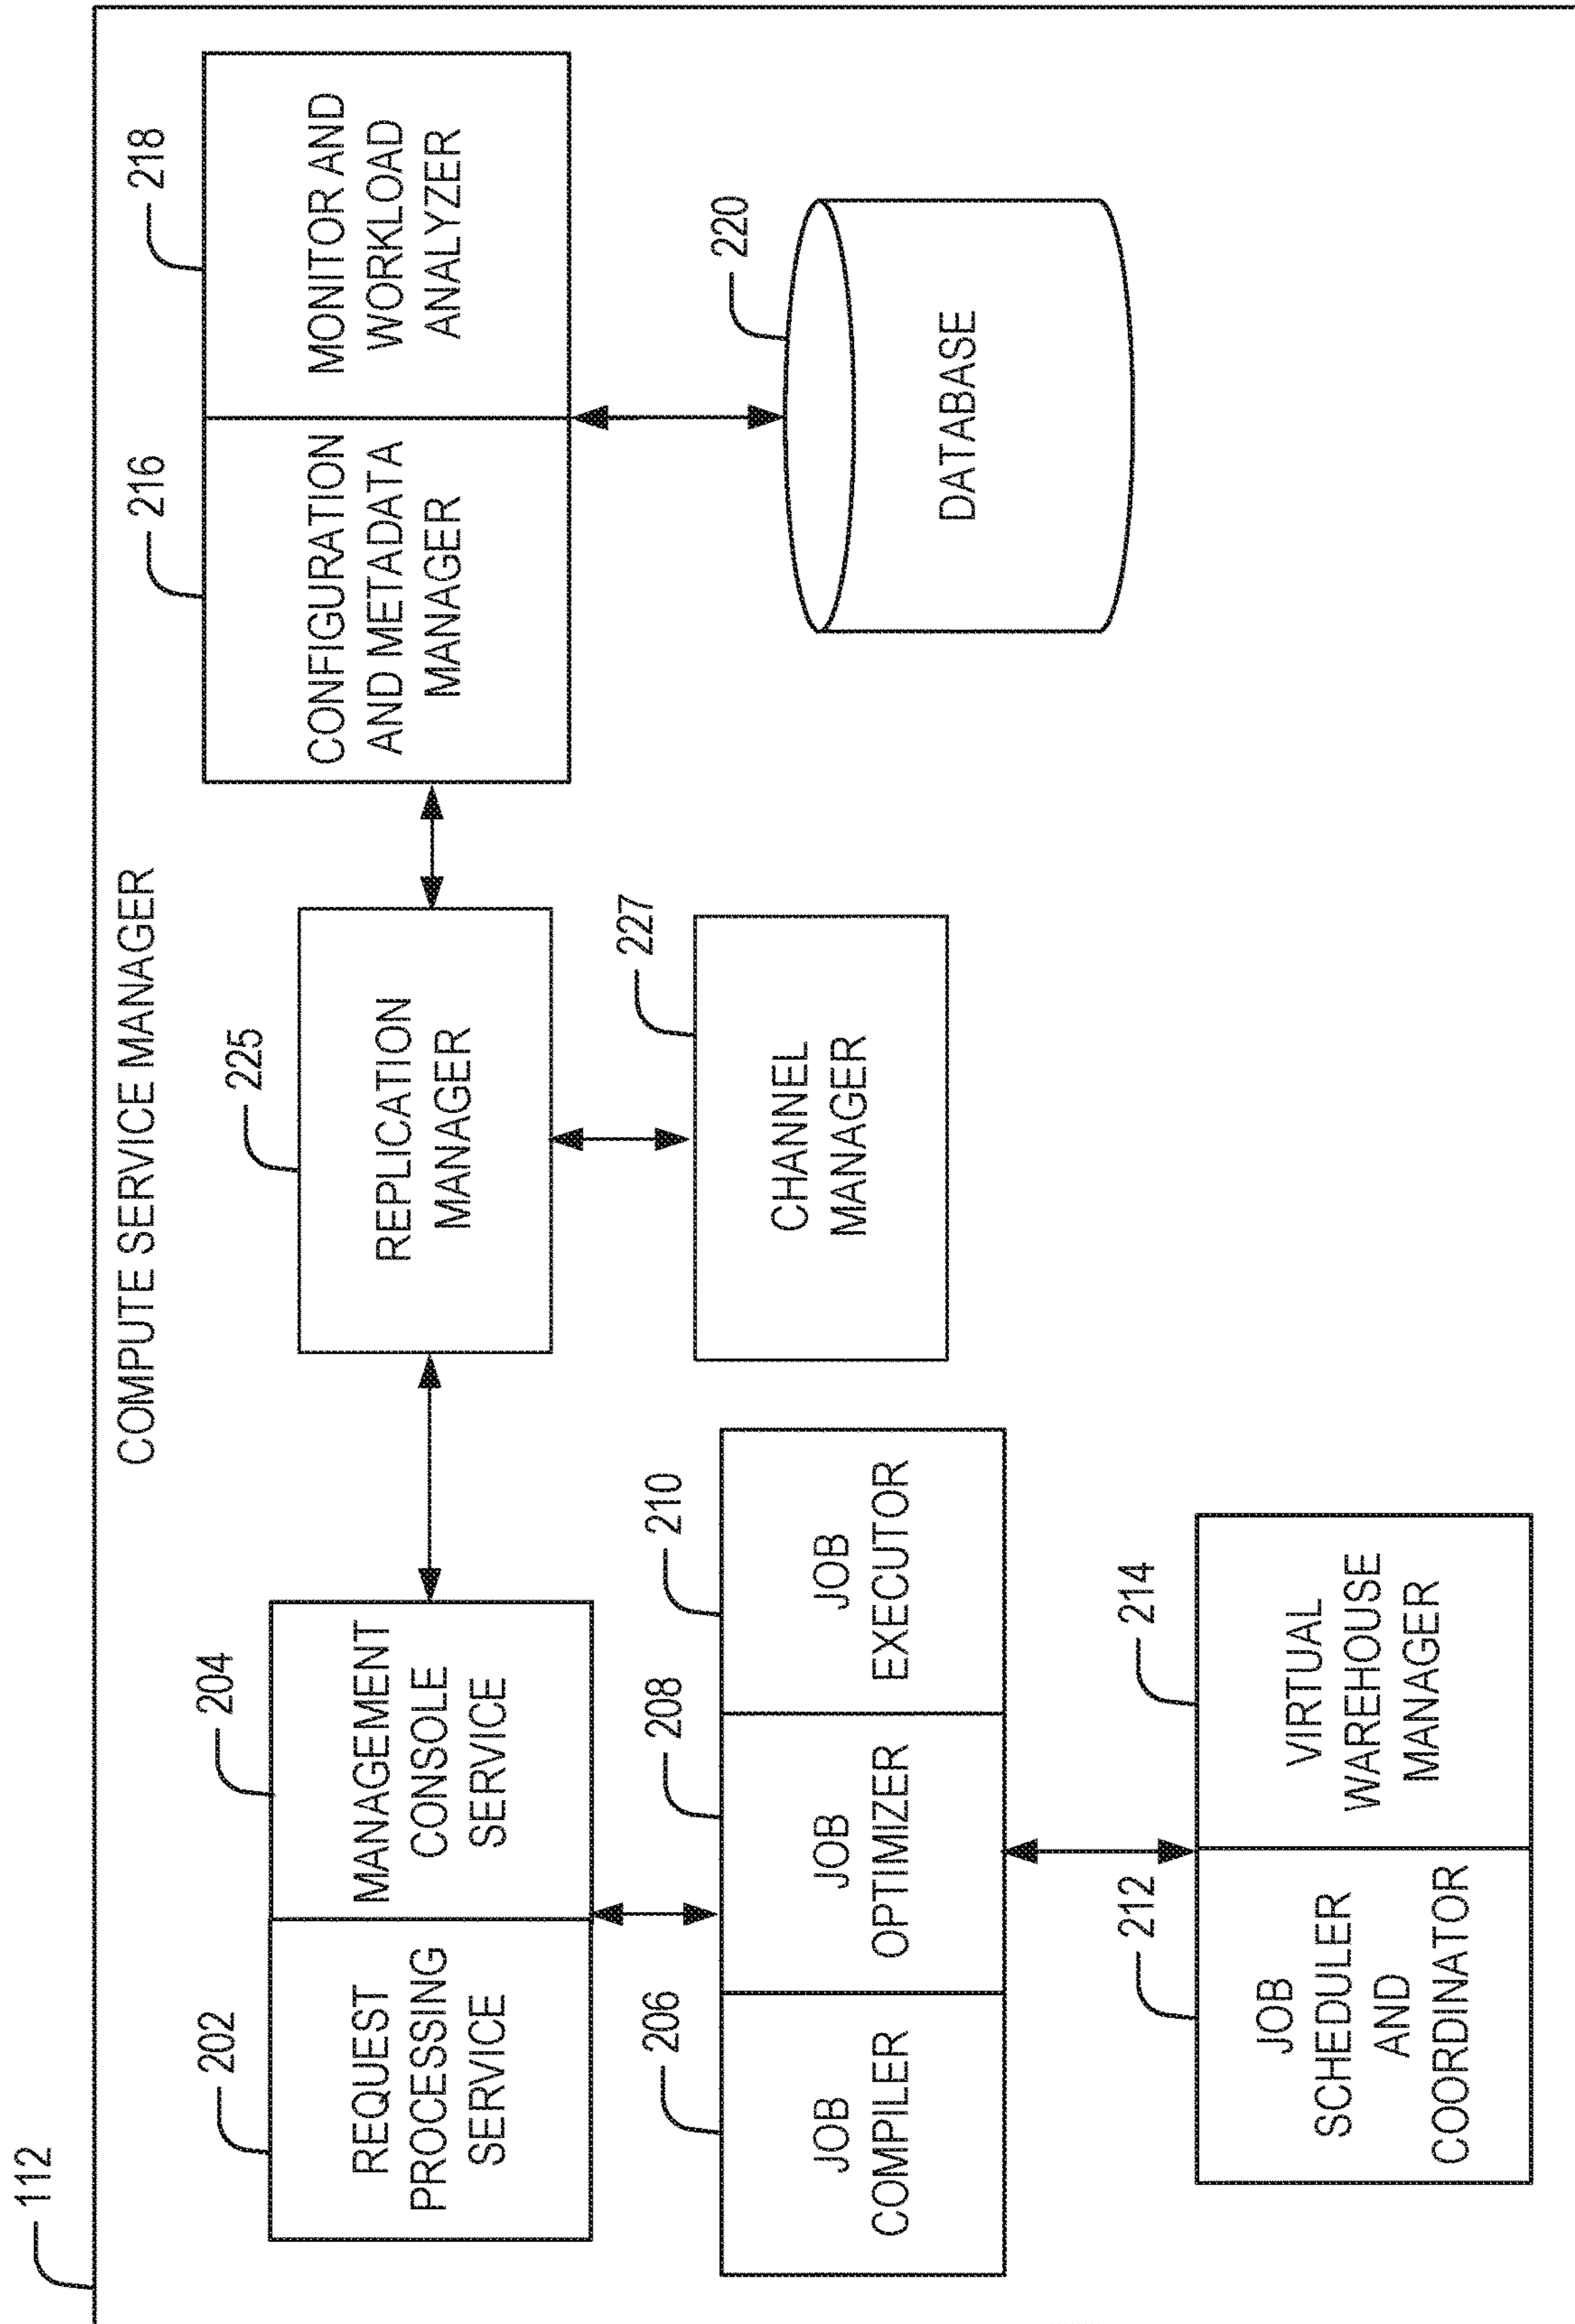 112
COMPUTE SERVICE MANAGER
202
REQUEST
PROCESSING
SERVICE
204
MANAGEMENT
CONSOLE
SERVICE
225
REPLICATION
MANAGER
216
CONFIGURATION
AND METADATA
MANAGER
218
MONITOR AND
WORKLOAD
ANALYZER
206
JOB
COMPILER
208
JOB
OPTIMIZER
210
JOB
EXECUTOR
227
CHANNEL
MANAGER
220
DATABASE
212
JOB
SCHEDULER
AND
COORDINATOR
214
VIRTUAL
WAREHOUSE
MANAGER